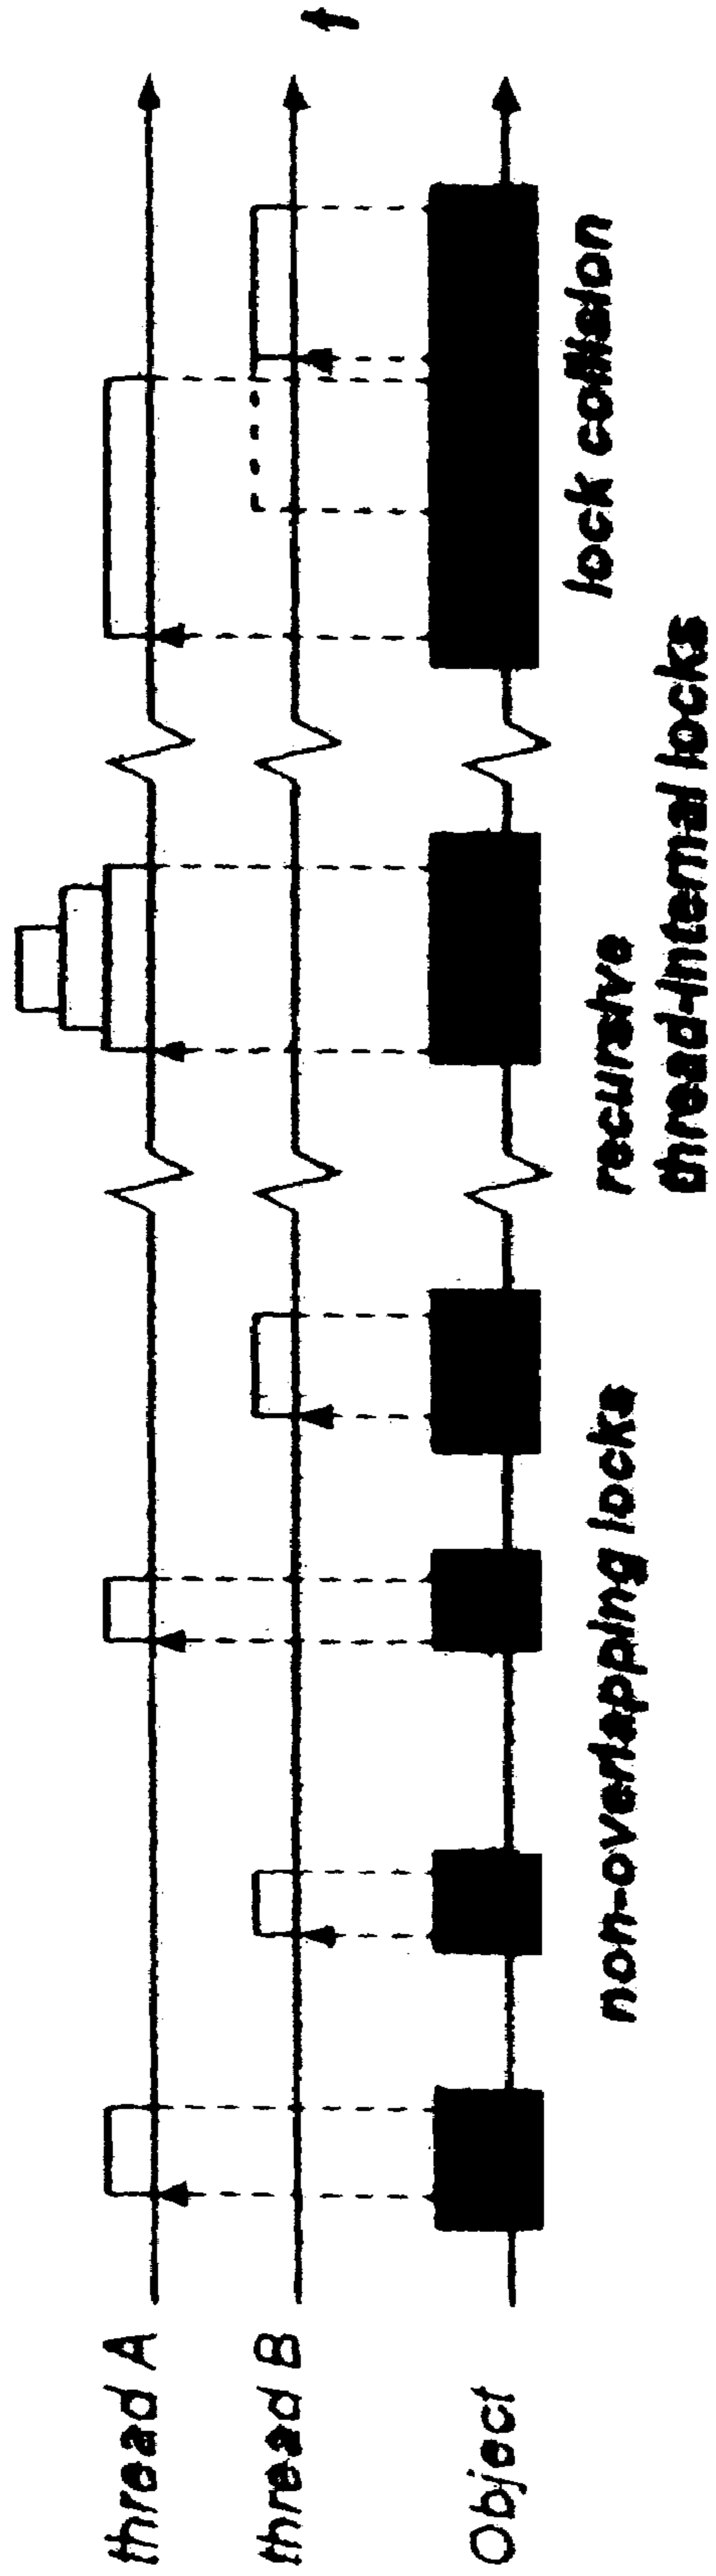 thread A
thread B
t
Object
non-overlapping locks
recursive
thread-internal locks
lock collision